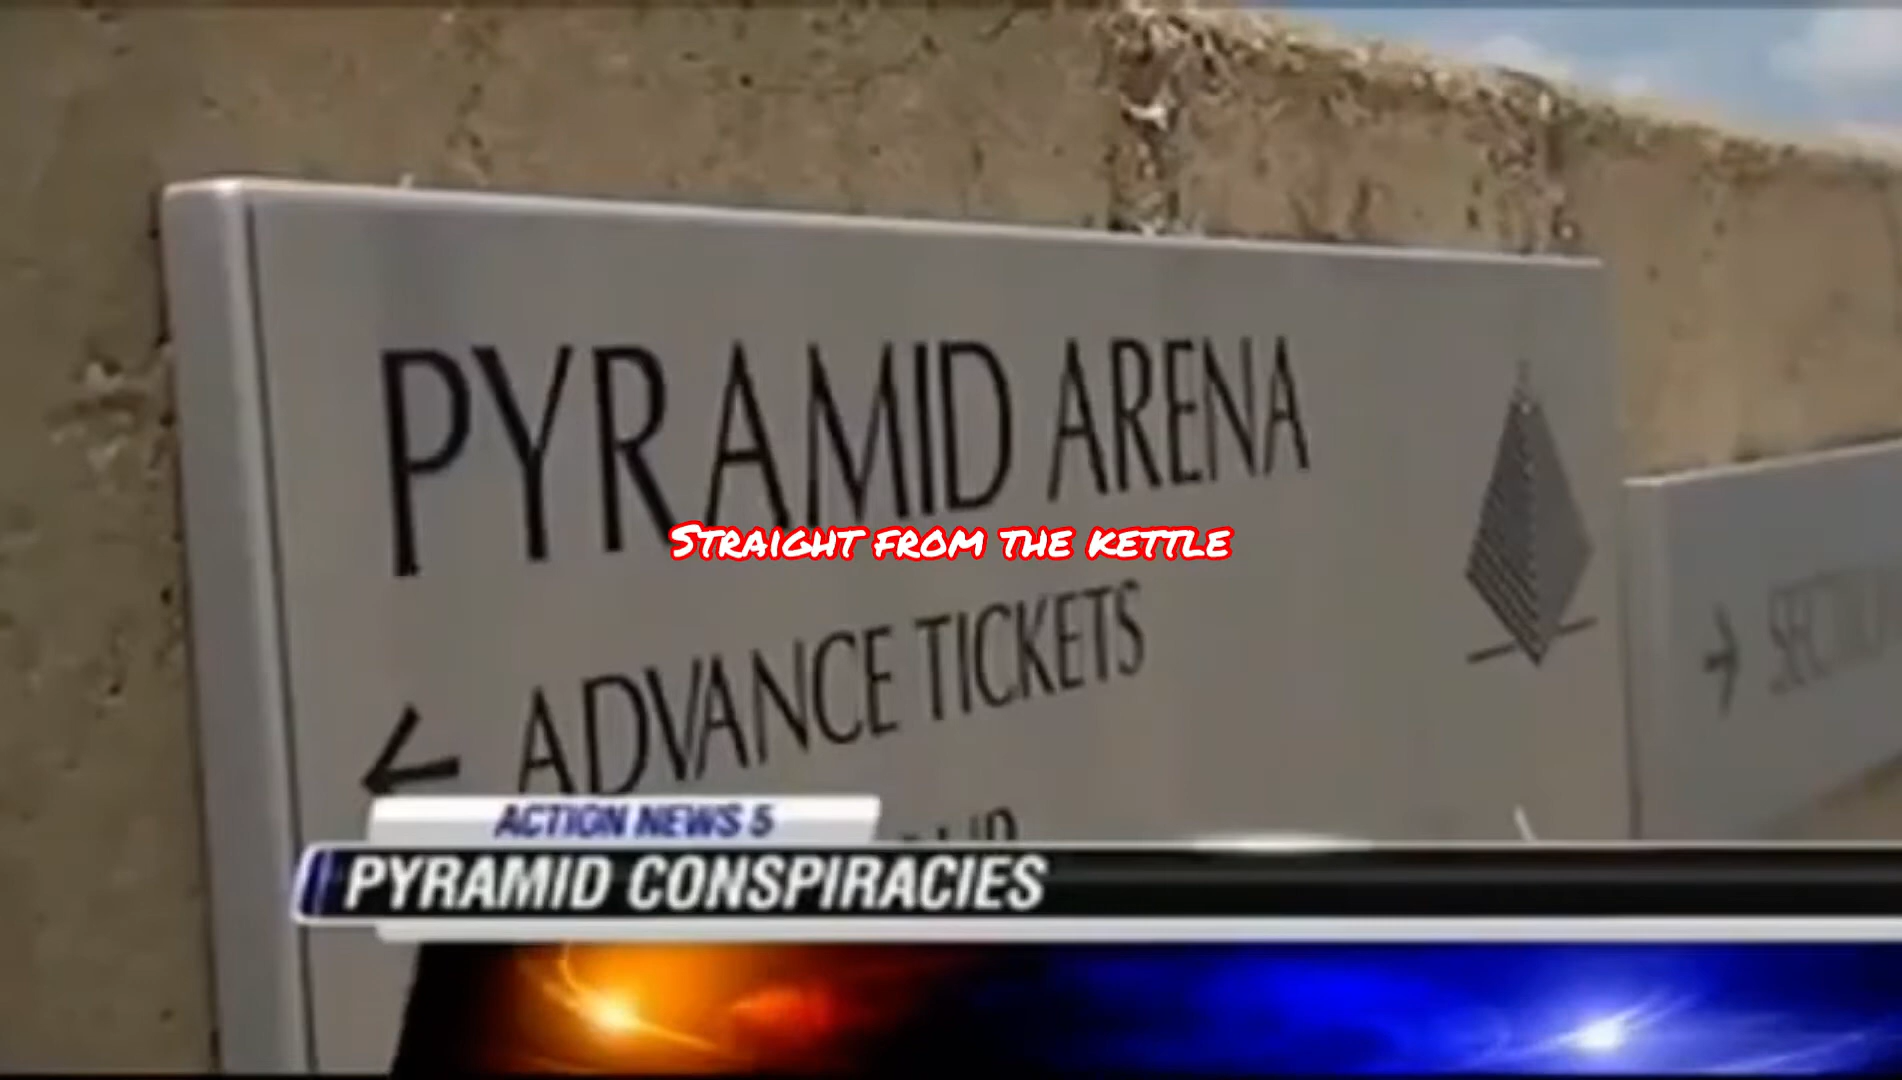 PYRAMID ARENA
Straight from the kettle
← ADVANCE TICKETS
→
ACTION NEWS 5
PYRAMID CONSPIRACIES